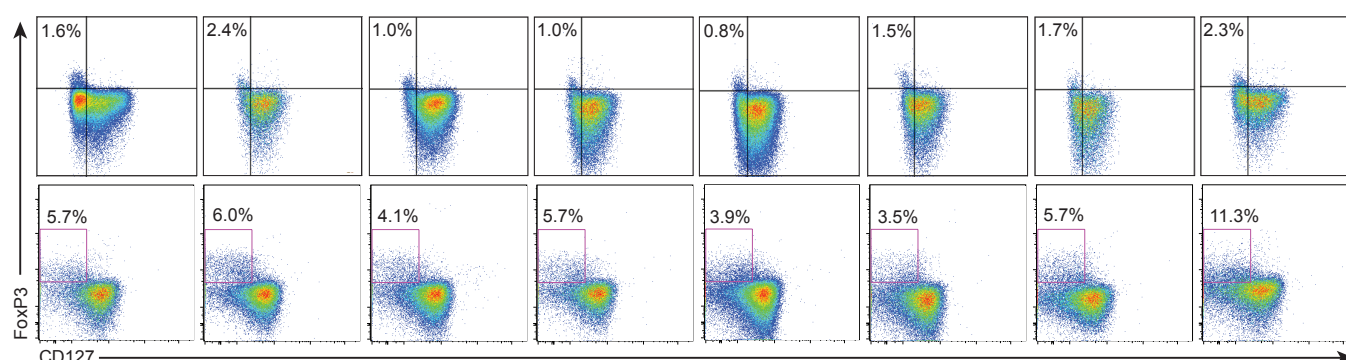 1.6% 2.4% 1.0% 1.0% 0.8% 1.5% 1.7% 2.3%
5.7% 6.0% 4.1% 5.7% 3.9% 3.5% 5.7% 11.3%
FoxP3
CD127